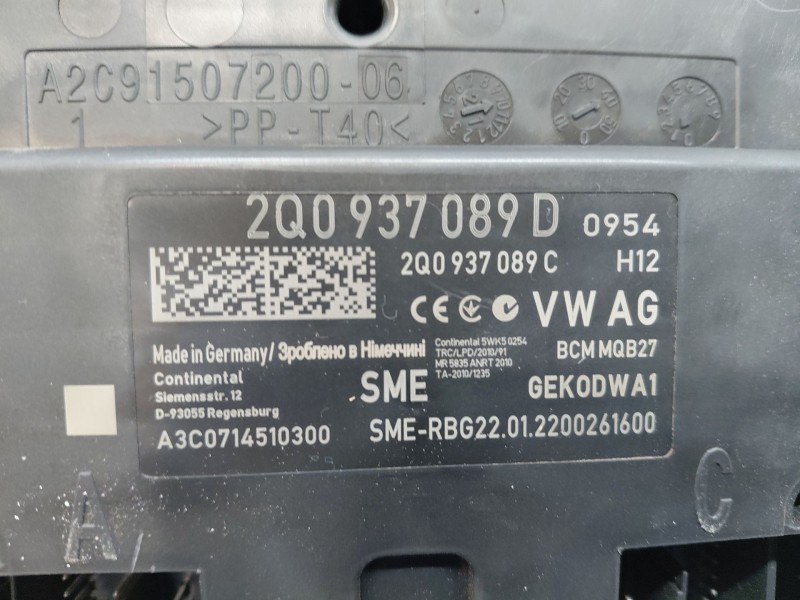 A2C91507200-06
1 >PP-T40<
2Q0 937 089 D 0954
2Q0 937 089 C H12
CE VW AG
Made in Germany/ Зроблено в Німеччині
Continental 5WK5 0254
TRC/LPD/2010/91
MR 5835 ANRT 2010
TA-2010/1235
BCM MQB27
Continental
Siemensstr. 12
D-93055 Regensburg
SME
GEK0DWA1
A3C0714510300
SME-RBG22.01.2200261600
A
C